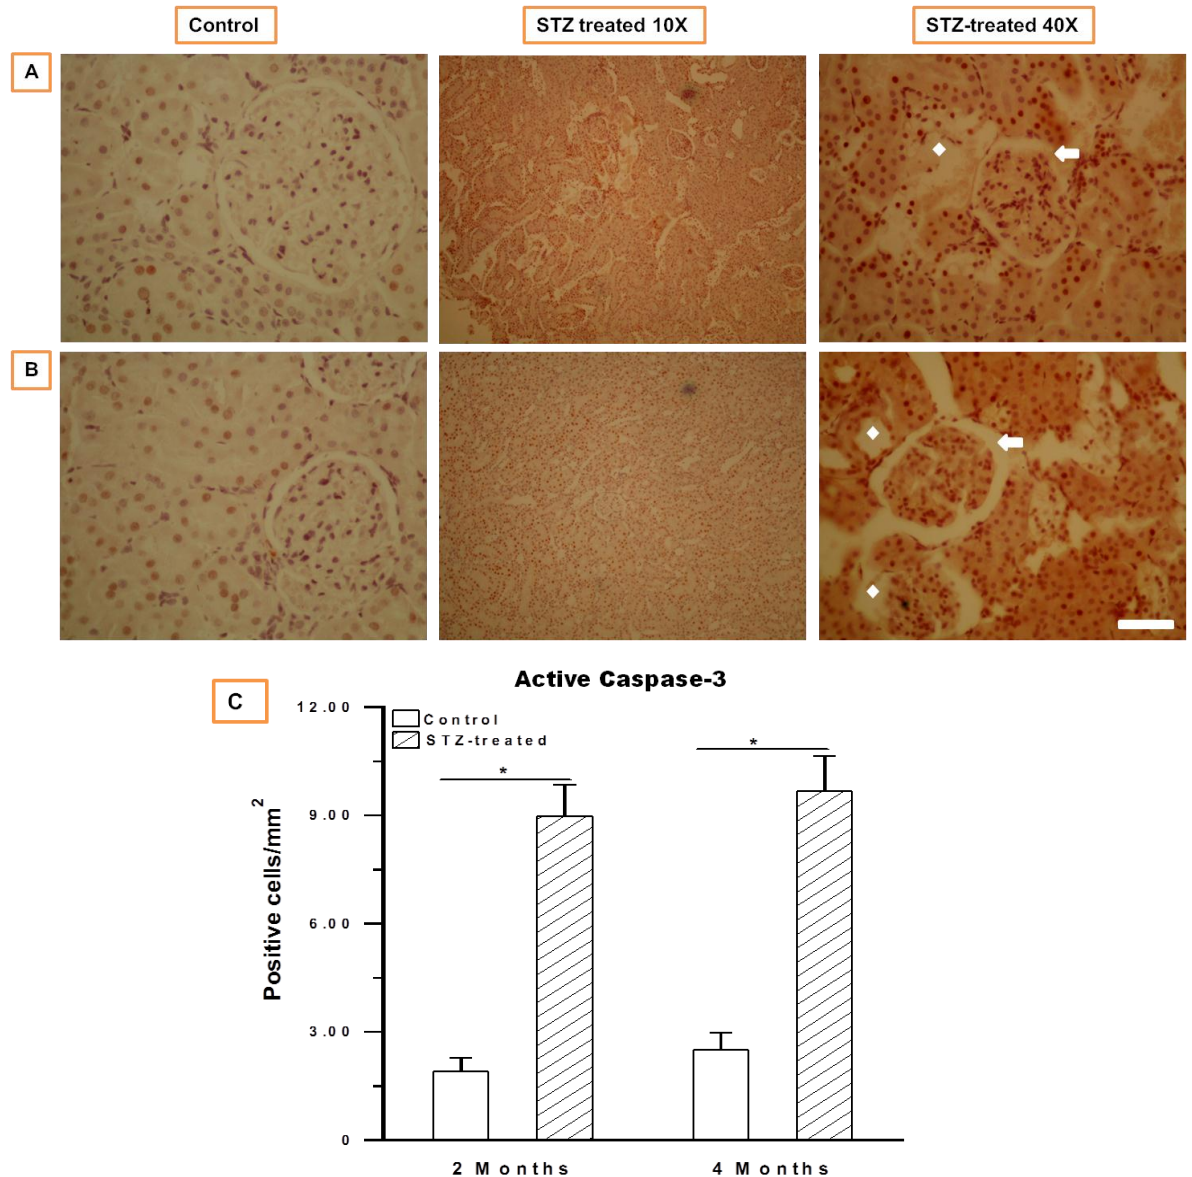 Control
STZ treated 10X
STZ-treated 40X
A
B
C
Active Caspase-3
12.00
9.00
6.00
3.00
0
Positive cells/mm²
Control
STZ-treated
*
*
2 Months
4 Months